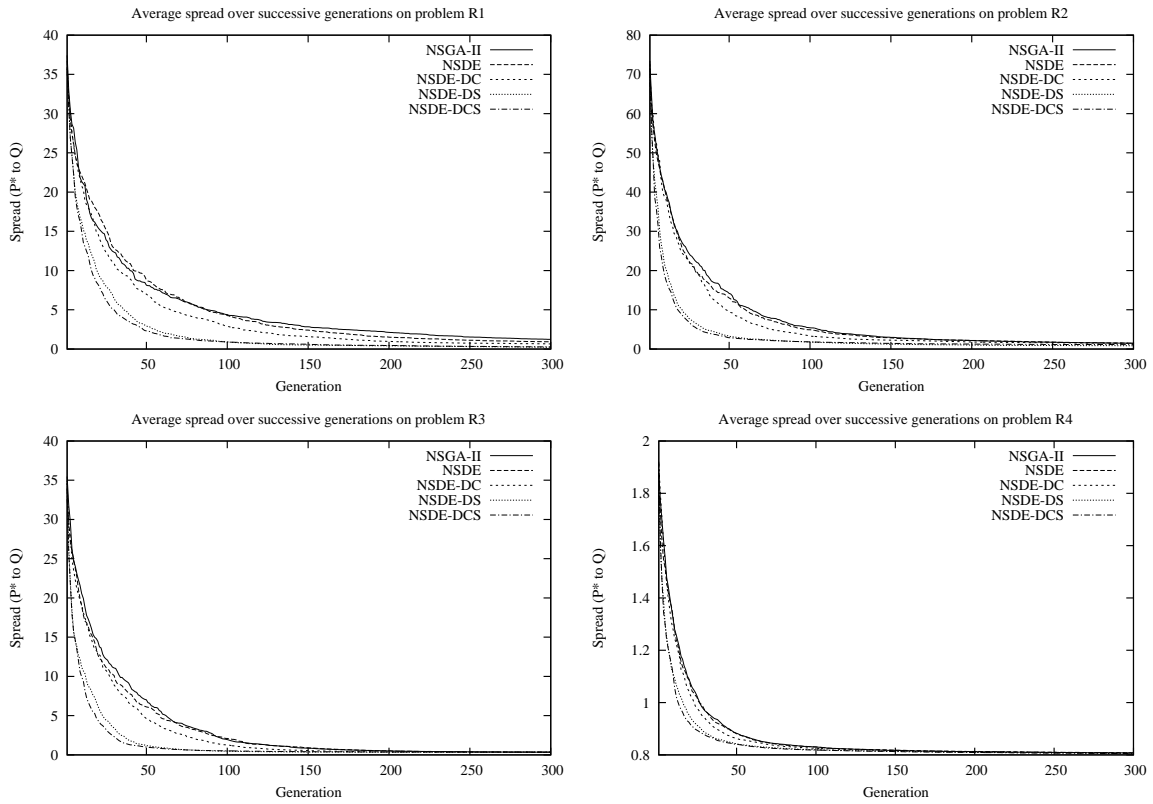 Average spread over successive generations on problem R1
40
35
30
25
20
15
10
5
0
50 100 150 200 250 300
Spread (P* to Q)
Generation
NSGA-II
NSDE
NSDE-DC
NSDE-DS
NSDE-DCS
Average spread over successive generations on problem R2
80
70
60
50
40
30
20
10
0
50 100 150 200 250 300
Spread (P* to Q)
Generation
NSGA-II
NSDE
NSDE-DC
NSDE-DS
NSDE-DCS
Average spread over successive generations on problem R3
40
35
30
25
20
15
10
5
0
50 100 150 200 250 300
Spread (P* to Q)
Generation
NSGA-II
NSDE
NSDE-DC
NSDE-DS
NSDE-DCS
Average spread over successive generations on problem R4
2
1.8
1.6
1.4
1.2
1
0.8
50 100 150 200 250 300
Spread (P* to Q)
Generation
NSGA-II
NSDE
NSDE-DC
NSDE-DS
NSDE-DCS